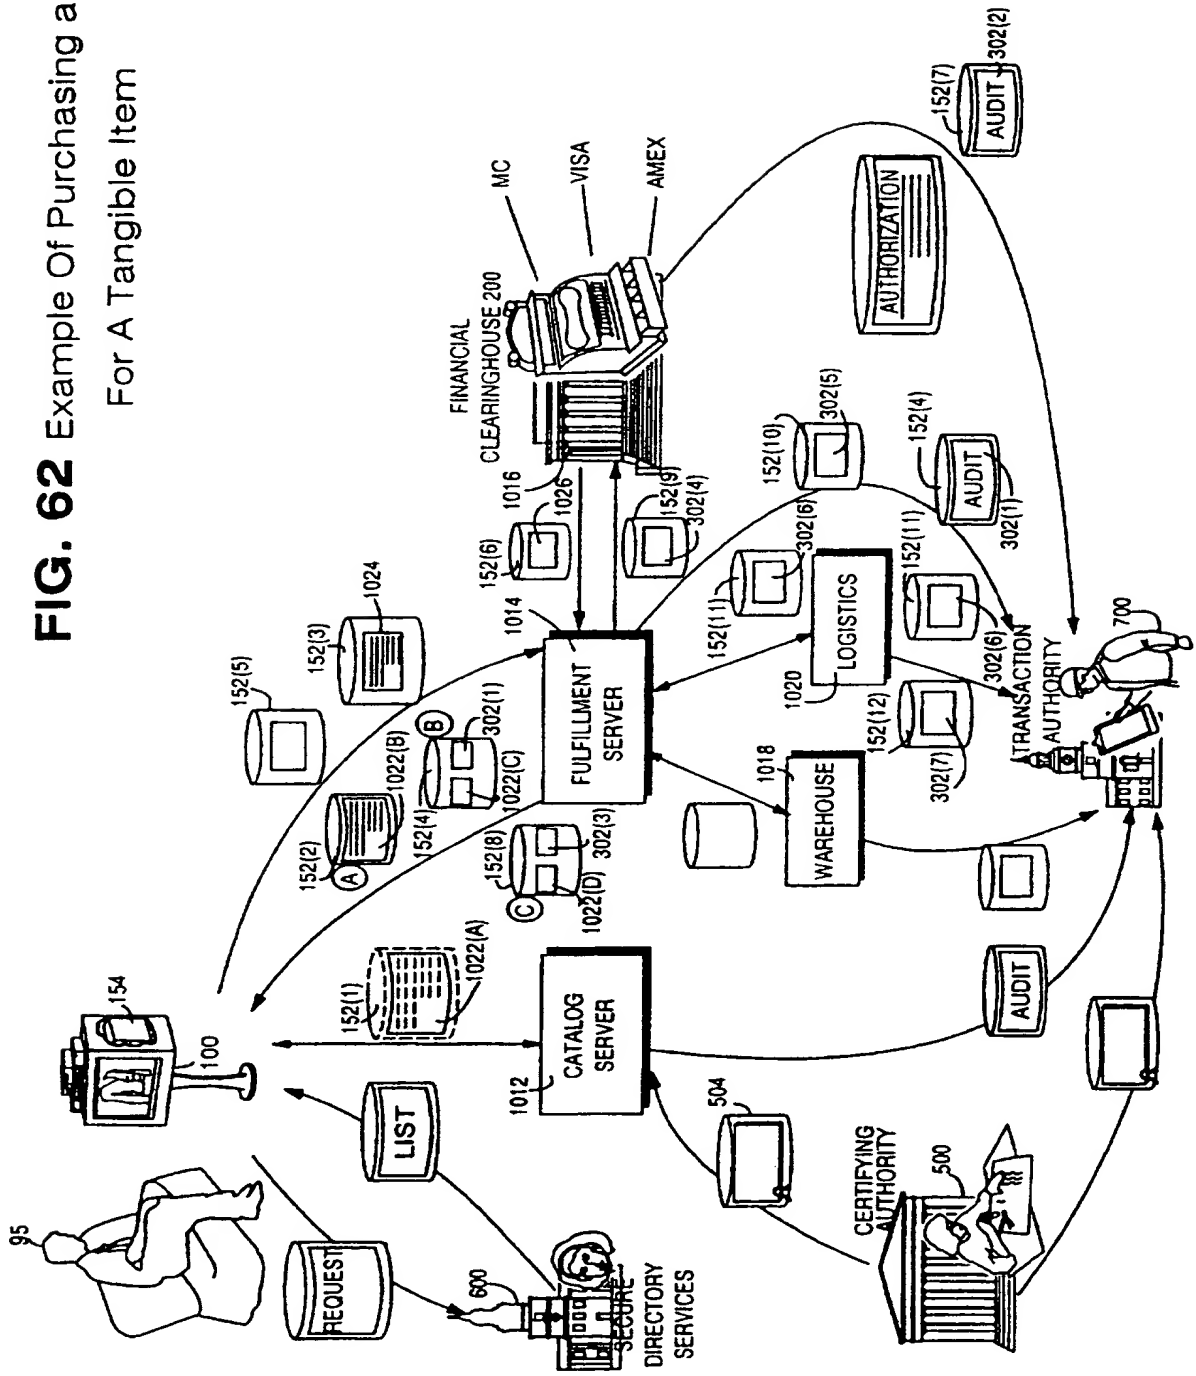 FIG. 62 Example Of Purchasing a
For A Tangible Item
95
154
100
REQUEST
LIST
600
SECURE
DIRECTORY
SERVICES
152(1)
1022(A)
1012
CATALOG
SERVER
504
CERTIFYING
AUTHORITY
500
AUDIT
152(5)
152(3)
1024
152(2)
A
1022(B)
152(4)
B
302(1)
1022(C)
152(8)
C
302(3)
1022(D)
1014
FULFILLMENT
SERVER
152(6)
1026
1016
FINANCIAL
CLEARINGHOUSE 200
MC
VISA
AMEX
152(9)
302(4)
152(10)
302(5)
152(11)
302(6)
LOGISTICS
1020
WAREHOUSE
1018
152(12)
302(7)
152(11)
302(6)
152(4)
AUDIT
302(1)
AUTHORIZATION
152(7)
AUDIT
302(2)
TRANSACTION
AUTHORITY
700